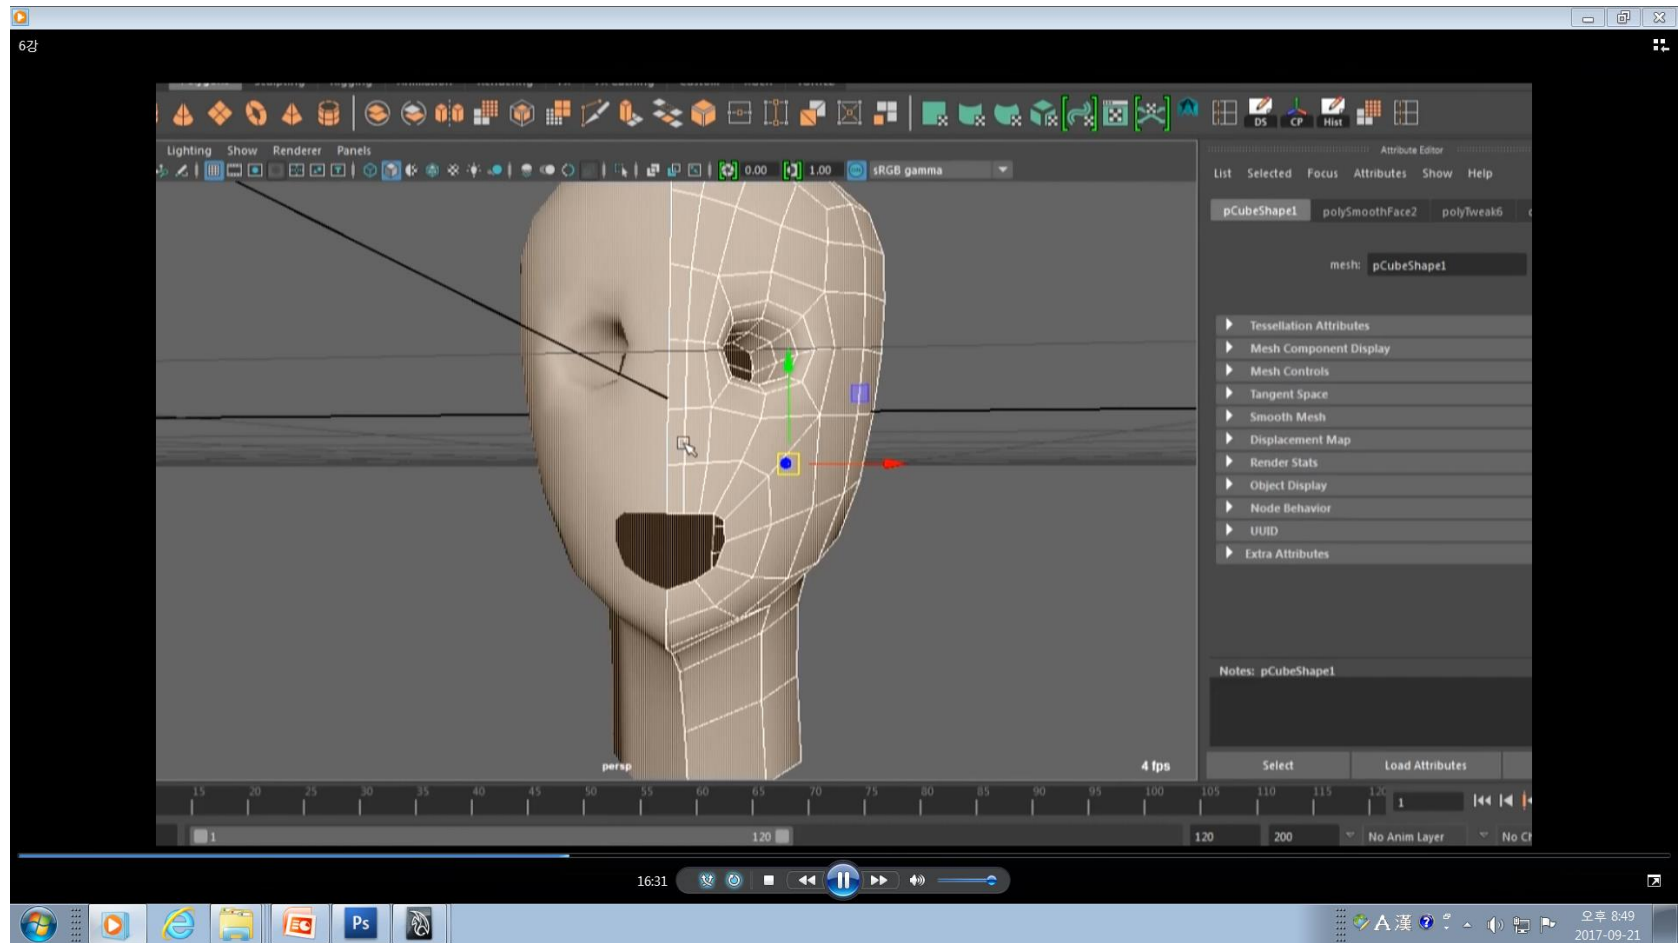 6강
Lighting Show Renderer Panels
0.00 1.00 sRGB gamma
DS CP Hist
Attribute Editor
List Selected Focus Attributes Show Help
pCubeShape1 polySmoothFace2 polyTweak6
mesh: pCubeShape1
Tessellation Attributes
Mesh Component Display
Mesh Controls
Tangent Space
Smooth Mesh
Displacement Map
Render Stats
Object Display
Node Behavior
UUID
Extra Attributes
Notes: pCubeShape1
Select Load Attributes
persp 4 fps
15 20 25 30 35 40 45 50 55 60 65 70 75 80 85 90 95 100 105 110 115 120 1
1 120 120 200 No Anim Layer
16:31
Ps A 漢
오후 8:49
2017-09-21